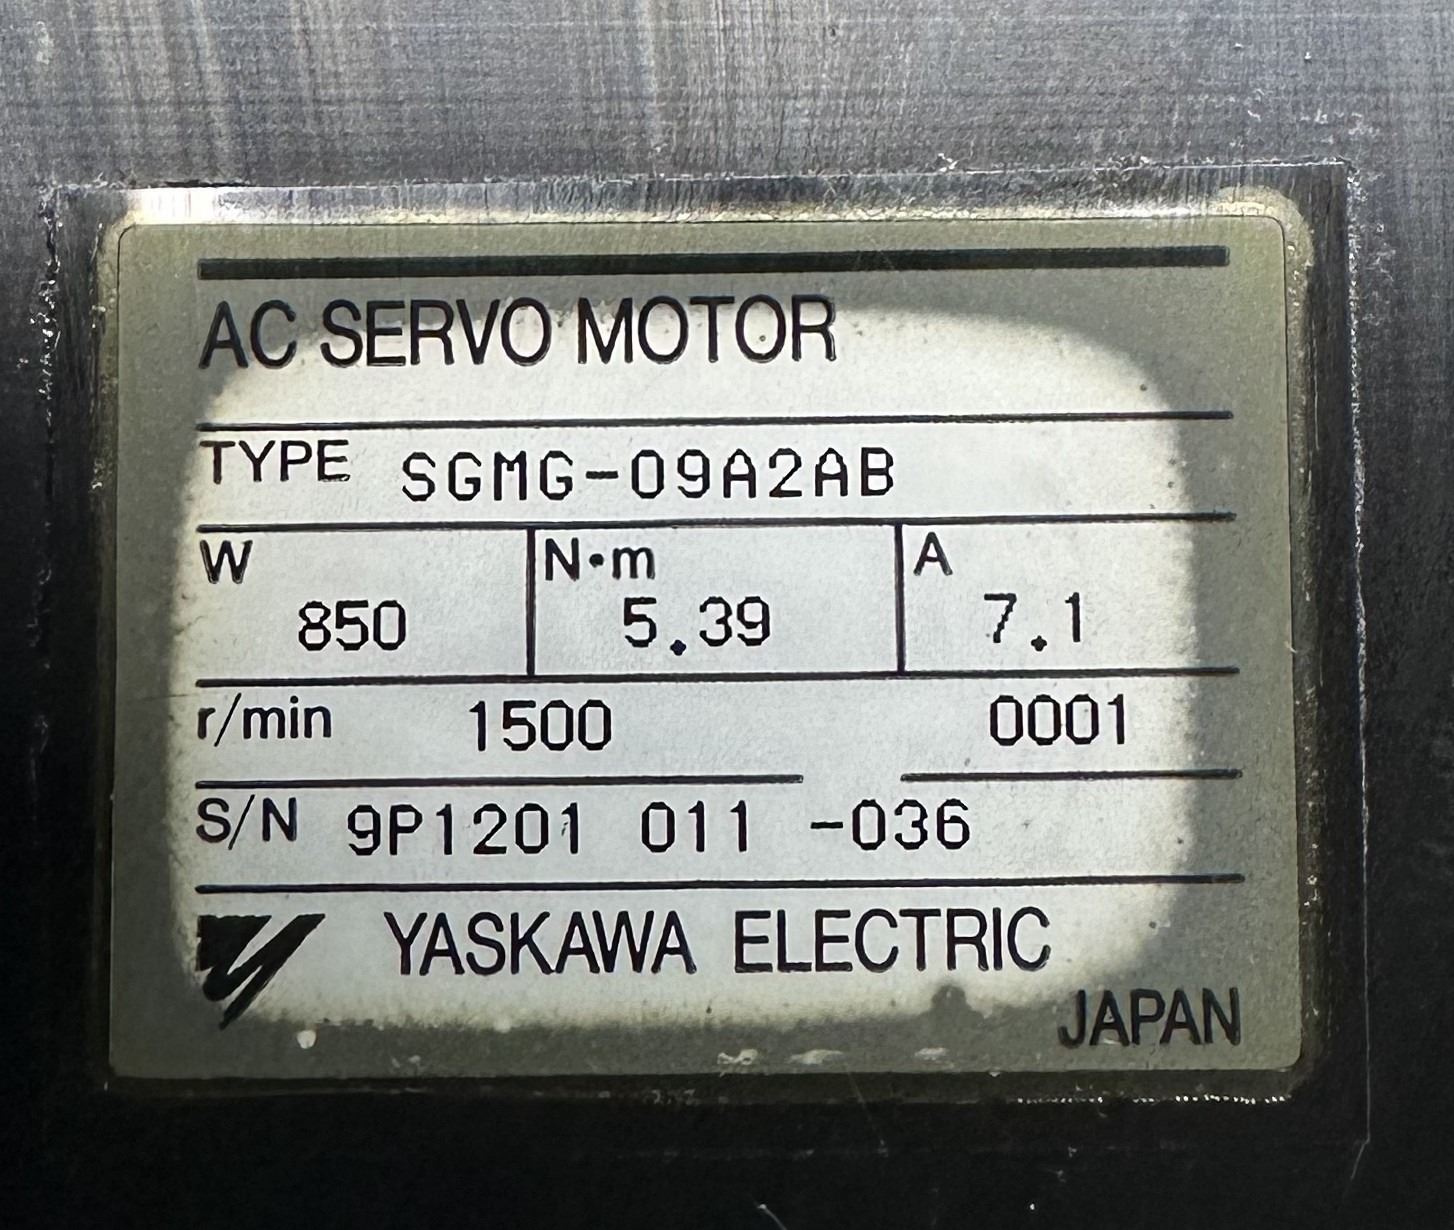 AC SERVO MOTOR
TYPE SGMG-09A2AB
W N·m A
850 5.39 7.1
r/min 1500 0001
S/N 9P1201 011 -036
YASKAWA ELECTRIC
JAPAN